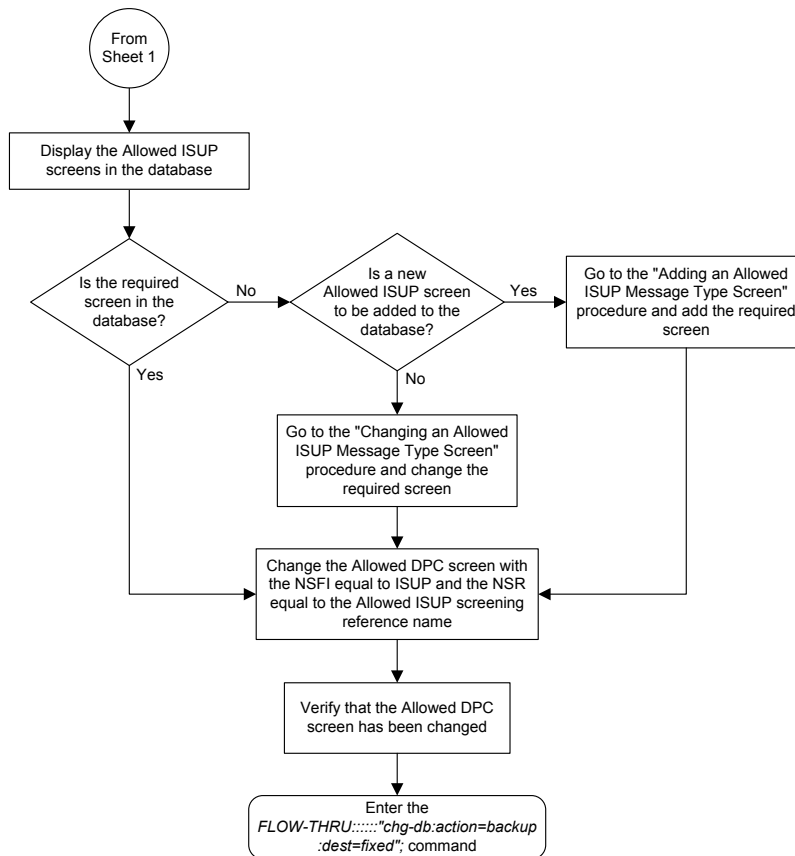 From
Sheet 1
Display the Allowed ISUP
screens in the database
Is the required
screen in the
database?
No
Yes
Is a new
Allowed ISUP screen
to be added to the
database?
Yes
No
Go to the "Adding an Allowed
ISUP Message Type Screen"
procedure and add the required
screen
Go to the "Changing an Allowed
ISUP Message Type Screen"
procedure and change the
required screen
Change the Allowed DPC screen with
the NSFI equal to ISUP and the NSR
equal to the Allowed ISUP screening
reference name
Verify that the Allowed DPC
screen has been changed
Enter the
FLOW-THRU::::::"chg-db:action=backup
:dest=fixed"; command